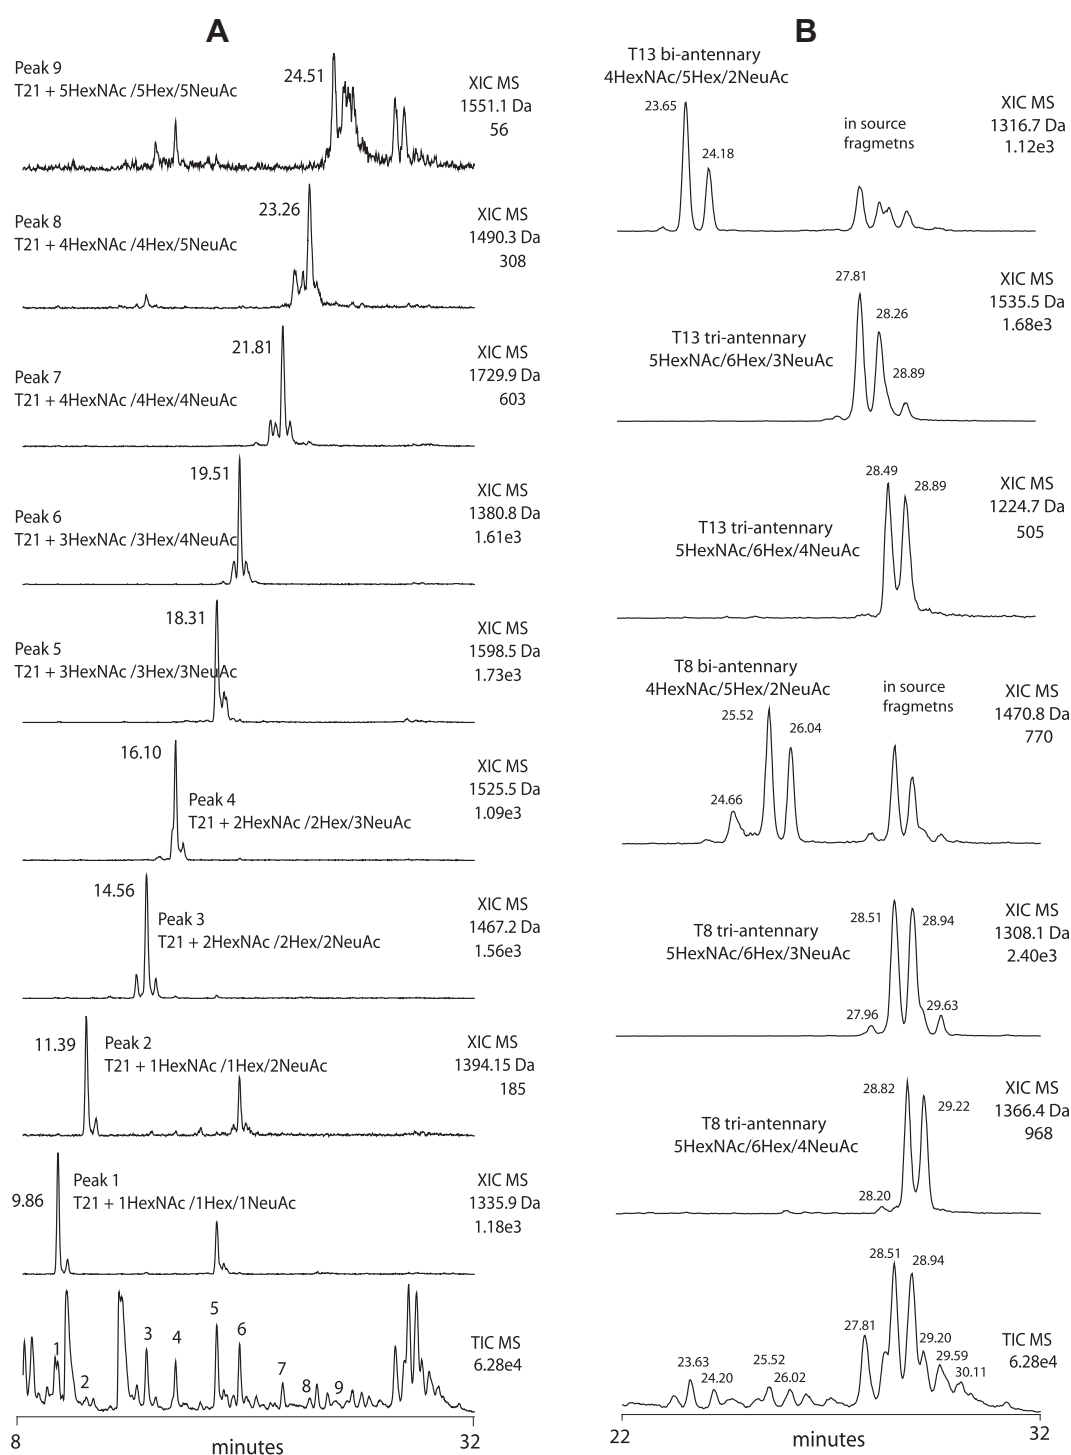 A
Peak 9
T21 + 5HexNAc /5Hex/5NeuAc
24.51
XIC MS
1551.1 Da
56
Peak 8
T21 + 4HexNAc /4Hex/5NeuAc
23.26
XIC MS
1490.3 Da
308
Peak 7
T21 + 4HexNAc /4Hex/4NeuAc
21.81
XIC MS
1729.9 Da
603
Peak 6
T21 + 3HexNAc /3Hex/4NeuAc
19.51
XIC MS
1380.8 Da
1.61e3
Peak 5
T21 + 3HexNAc /3Hex/3NeuAc
18.31
XIC MS
1598.5 Da
1.73e3
16.10
Peak 4
T21 + 2HexNAc /2Hex/3NeuAc
XIC MS
1525.5 Da
1.09e3
14.56
Peak 3
T21 + 2HexNAc /2Hex/2NeuAc
XIC MS
1467.2 Da
1.56e3
11.39
Peak 2
T21 + 1HexNAc /1Hex/2NeuAc
XIC MS
1394.15 Da
185
9.86
Peak 1
T21 + 1HexNAc /1Hex/1NeuAc
XIC MS
1335.9 Da
1.18e3
1
2
3
4
5
6
7
8
9
TIC MS
6.28e4
8
minutes
32
B
T13 bi-antennary
4HexNAc/5Hex/2NeuAc
23.65
24.18
in source
fragmetns
XIC MS
1316.7 Da
1.12e3
27.81
28.26
28.89
T13 tri-antennary
5HexNAc/6Hex/3NeuAc
XIC MS
1535.5 Da
1.68e3
28.49
28.89
T13 tri-antennary
5HexNAc/6Hex/4NeuAc
XIC MS
1224.7 Da
505
T8 bi-antennary
4HexNAc/5Hex/2NeuAc
25.52
26.04
24.66
in source
fragmetns
XIC MS
1470.8 Da
770
28.51
28.94
T8 tri-antennary
5HexNAc/6Hex/3NeuAc
27.96
29.63
XIC MS
1308.1 Da
2.40e3
28.82
29.22
T8 tri-antennary
5HexNAc/6Hex/4NeuAc
28.20
XIC MS
1366.4 Da
968
28.51
28.94
27.81
29.20
29.59
30.11
23.63
24.20
25.52
26.02
TIC MS
6.28e4
22
minutes
32